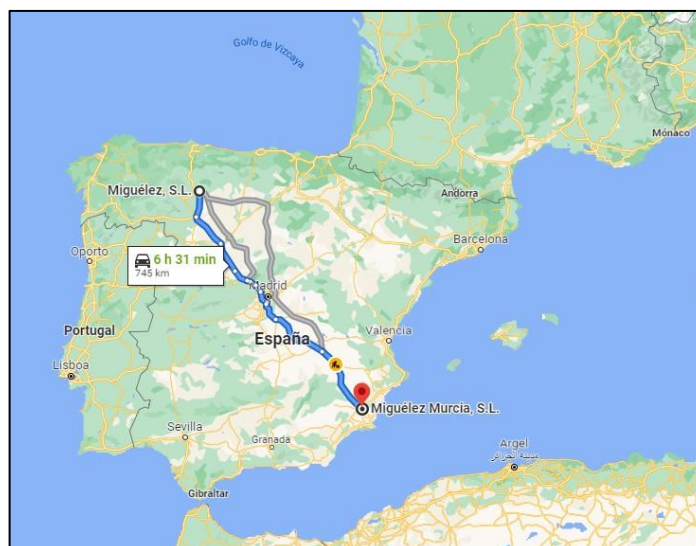 Golfo de Vizcaya
Mónaco
Miguélez, S.L.
Andorra
Oporto
6 h 31 min
745 km
Barcelona
Madrid
Portugal
España
Valencia
Lisboa
Miguélez Murcia, S.L.
Sevilla
Granada
Argel
مدينة الجزائر
Gibraltar